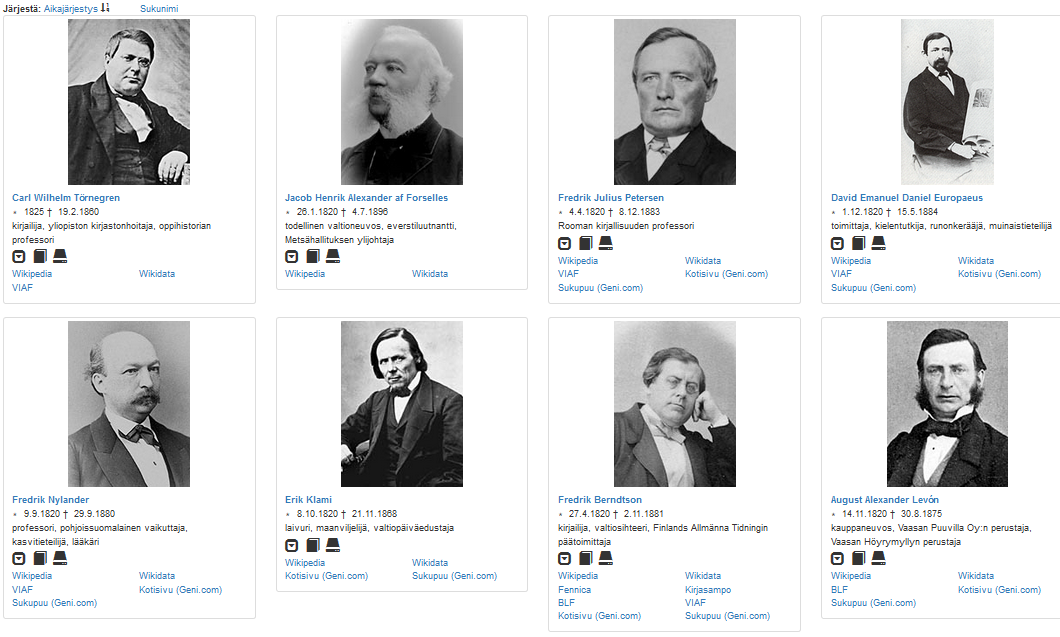 Järjestä: Aikajärjestys Sukunimi
Carl Wilhelm Törnegren
⋆ 1825 † 19.2.1860
kirjailija, yliopiston kirjastonhoitaja, oppihistorian
professori
Wikipedia Wikidata
VIAF
Jacob Henrik Alexander af Forselles
⋆ 26.1.1820 † 4.7.1896
todellinen valtioneuvos, everstiluutnantti,
Metsähallituksen ylijohtaja
Wikipedia Wikidata
Fredrik Julius Petersen
⋆ 4.4.1820 † 8.12.1883
Rooman kirjallisuuden professori
Wikipedia Wikidata
VIAF Kotisivu (Geni.com)
Sukupuu (Geni.com)
David Emanuel Daniel Europaeus
⋆ 1.12.1820 † 15.5.1884
toimittaja, kielentutkija, runonkerääjä, muinaistieteilijä
Wikipedia Wikidata
VIAF Kotisivu (Geni.com)
Sukupuu (Geni.com)
Fredrik Nylander
⋆ 9.9.1820 † 29.9.1880
professori, pohjoissuomalainen vaikuttaja,
kasvitieteilijä, lääkäri
Wikipedia Wikidata
VIAF Kotisivu (Geni.com)
Sukupuu (Geni.com)
Erik Klami
⋆ 8.10.1820 † 21.11.1868
laivuri, maanviljelijä, valtiopäiväedustaja
Wikipedia Wikidata
Kotisivu (Geni.com) Sukupuu (Geni.com)
Fredrik Berndtson
⋆ 27.4.1820 † 2.11.1881
kirjailija, valtiosihteeri, Finlands Allmänna Tidningin
päätoimittaja
Wikipedia Wikidata
Fennica Kirjasampo
BLF VIAF
Kotisivu (Geni.com) Sukupuu (Geni.com)
August Alexander Levón
⋆ 14.11.1820 † 30.8.1875
kauppaneuvos, Vaasan Puuvilla Oy:n perustaja,
Vaasan Höyrymyllyn perustaja
Wikipedia Wikidata
BLF Kotisivu (Geni.com)
Sukupuu (Geni.com)